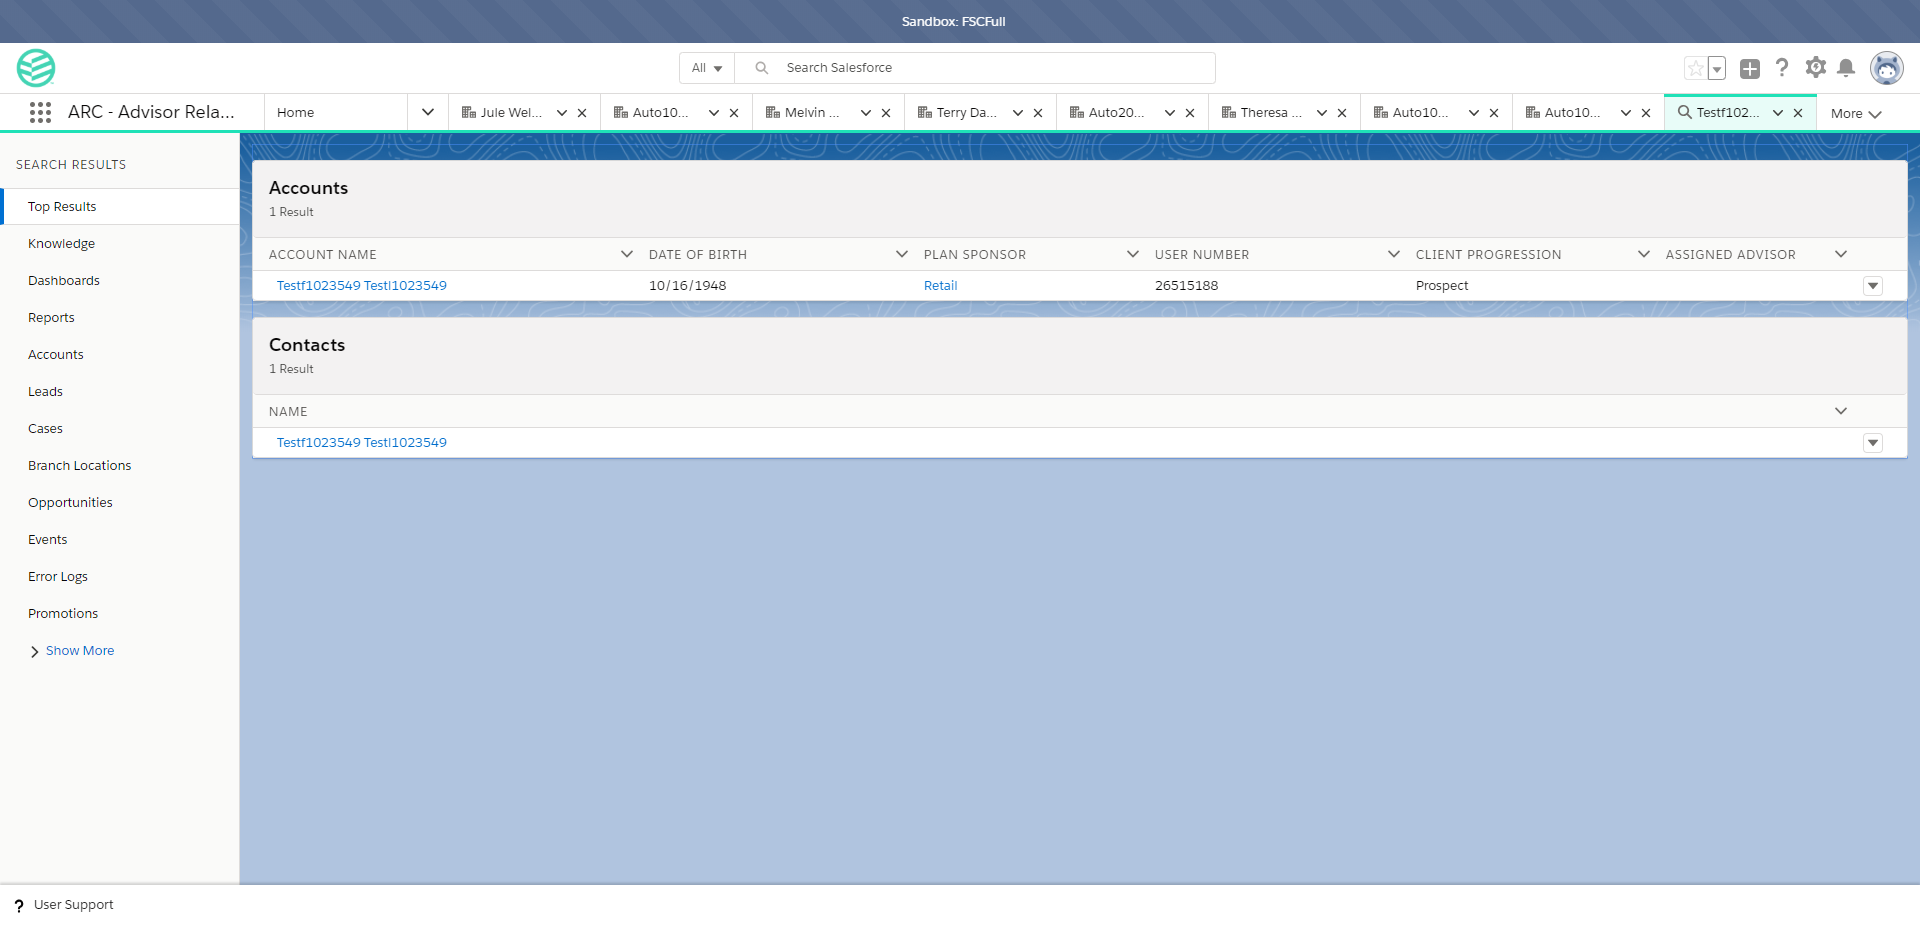 Sandbox: FSCFull
All
Search Salesforce
ARC - Advisor Rela...
Home
Jule Wel...
Auto10...
Melvin ...
Terry Da...
Auto20...
Theresa ...
Auto10...
Auto10...
Testf102...
More
SEARCH RESULTS
Top Results
Knowledge
Dashboards
Reports
Accounts
Leads
Cases
Branch Locations
Opportunities
Events
Error Logs
Promotions
Show More
Accounts
1 Result
ACCOUNT NAME DATE OF BIRTH PLAN SPONSOR USER NUMBER CLIENT PROGRESSION ASSIGNED ADVISOR
Testf1023549 Testl1023549 10/16/1948 Retail 26515188 Prospect
Contacts
1 Result
NAME
Testf1023549 Testl1023549
? User Support